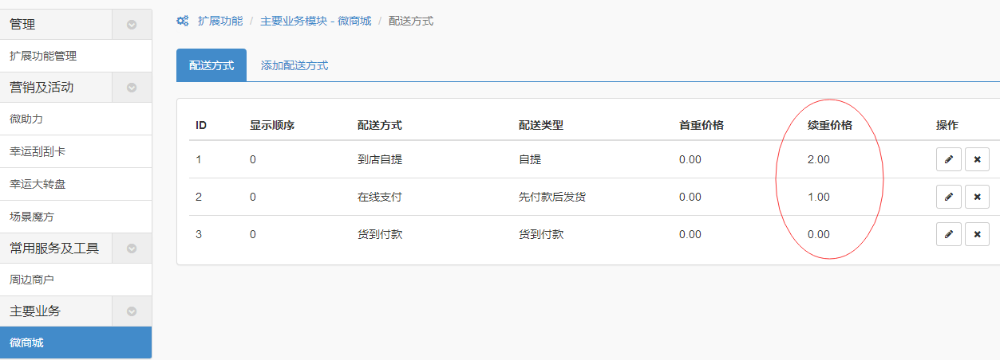 管理
扩展功能管理
营销及活动
微助力
幸运刮刮卡
幸运大转盘
场景魔方
常用服务及工具
周边商户
主要业务
微商城
扩展功能 / 主要业务模块 - 微商城 / 配送方式
配送方式 添加配送方式
ID 显示顺序 配送方式 配送类型 首重价格 续重价格 操作
1 0 到店自提 自提 0.00 2.00
2 0 在线支付 先付款后发货 0.00 1.00
3 0 货到付款 货到付款 0.00 0.00